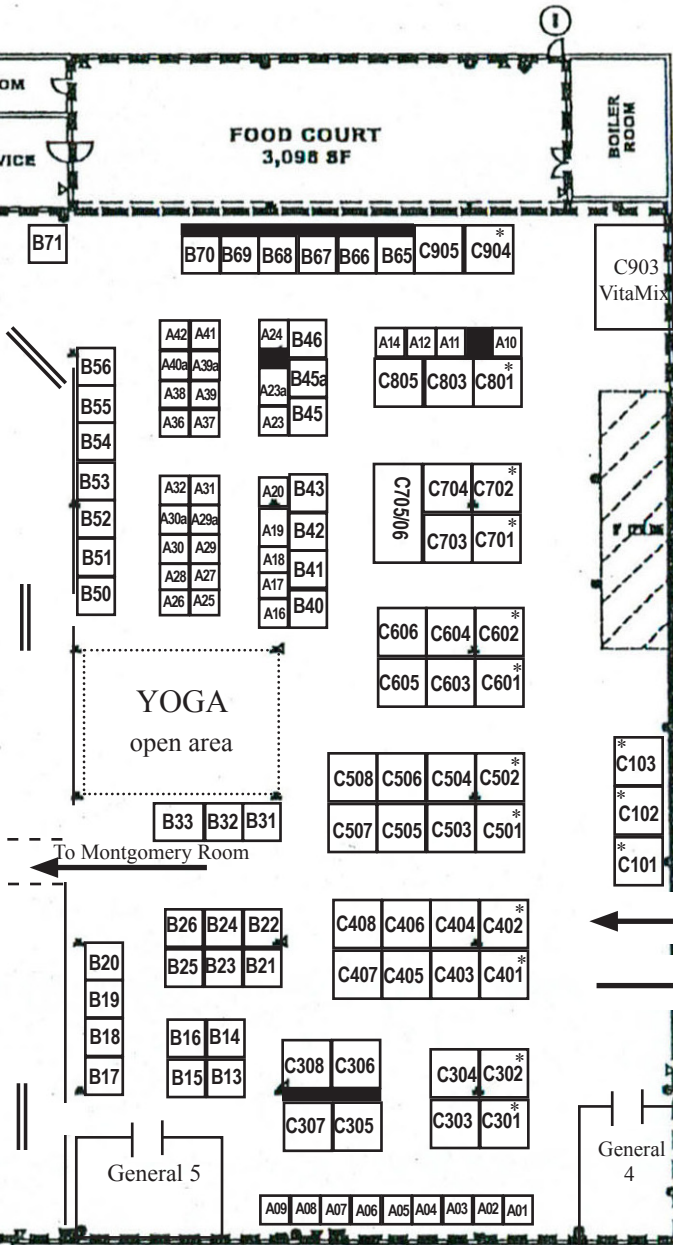 1
OM
FOOD COURT
3,098 SF
BOILER
ROOM
VICE
B71
B70 B69 B68 B67 B66 B65 C905 C904*
C903
VitaMix
A42 A41
A40a A39a
A38 A39
A36 A37
A24 B46
B45a
A23a
A23 B45
A14 A12 A11 A10
C805 C803 C801*
B56
B55
B54
B53
B52
B51
B50
A32 A31
A30a A29a
A30 A29
A28 A27
A26 A25
A20 B43
A19 B42
A18
A17 B41
A16 B40
C705/06
C704 C702*
C703 C701*
C606 C604 C602*
C605 C603 C601*
YOGA
open area
C508 C506 C504 C502*
C507 C505 C503 C501*
*C103
*C102
*C101
B33 B32 B31
To Montgomery Room
B26 B24 B22
B25 B23 B21
C408 C406 C404 C402*
C407 C405 C403 C401*
B20
B19
B18
B17
B16 B14
B15 B13
C308 C306
C307 C305
C304 C302*
C303 C301*
General 5
General
4
A09 A08 A07 A06 A05 A04 A03 A02 A01